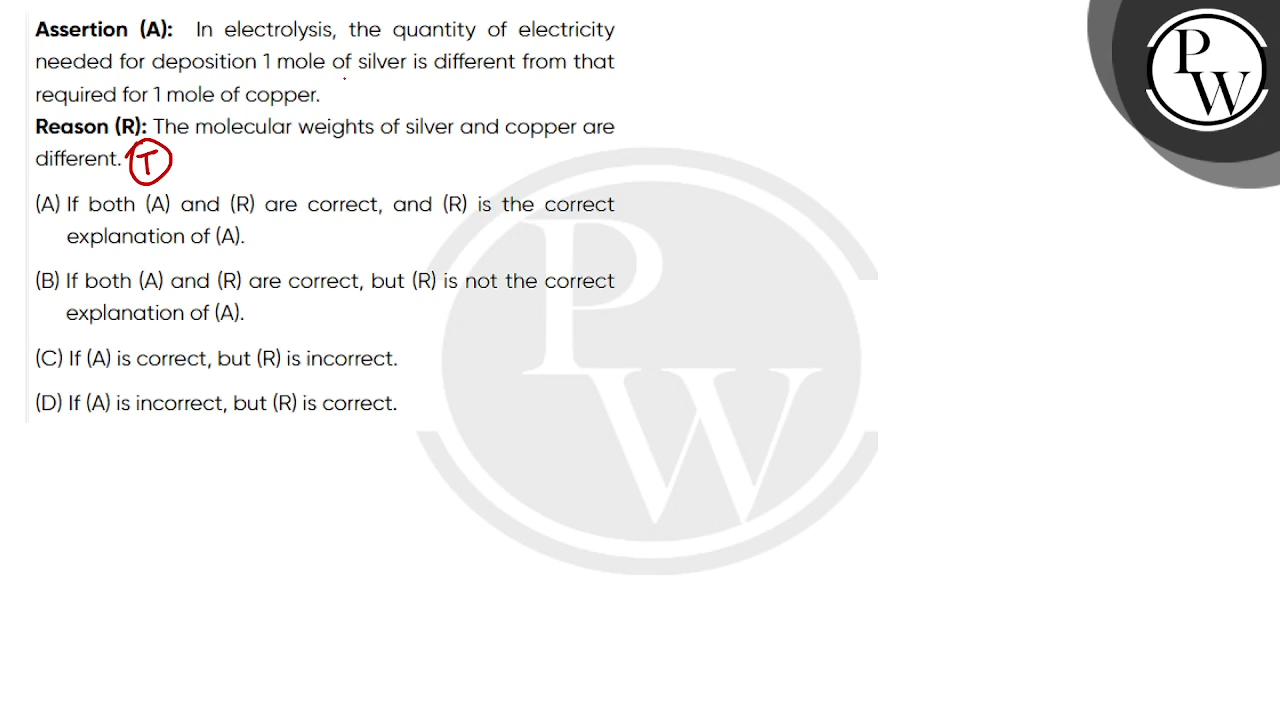 Assertion (A): In electrolysis, the quantity of electricity
needed for deposition 1 mole of silver is different from that
required for 1 mole of copper.
Reason (R): The molecular weights of silver and copper are
different. T
(A) If both (A) and (R) are correct, and (R) is the correct
explanation of (A).
(B) If both (A) and (R) are correct, but (R) is not the correct
explanation of (A).
(C) If (A) is correct, but (R) is incorrect.
(D) If (A) is incorrect, but (R) is correct.
P
W
P
W